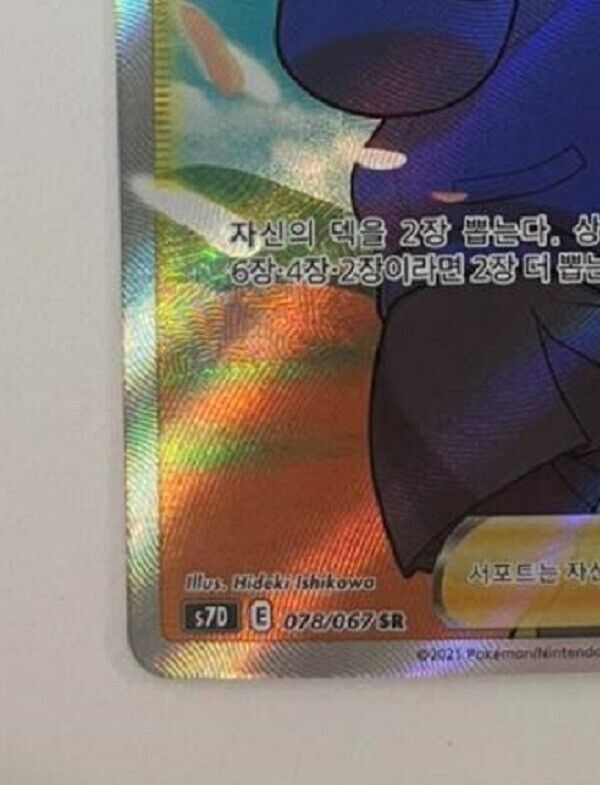 자신의 덱을 2장 뽑는다. 상
6장·4장·2장이라면 2장 더 뽑는
서포트는 자신
Illus. Hideki Ishikawa
s7D E 078/067 SR
©2021 Pokémon/Nintendo